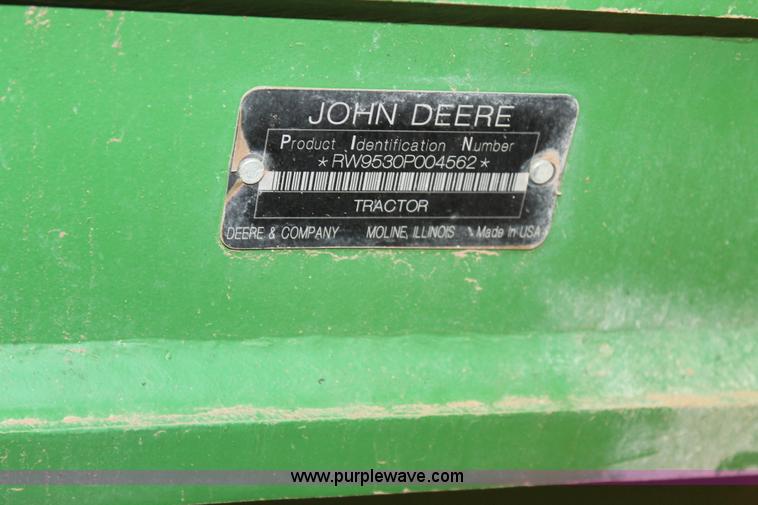 JOHN DEERE
Product Identification Number
*RW9530P004562*
TRACTOR
DEERE & COMPANY MOLINE, ILLINOIS Made in USA
www.purplewave.com